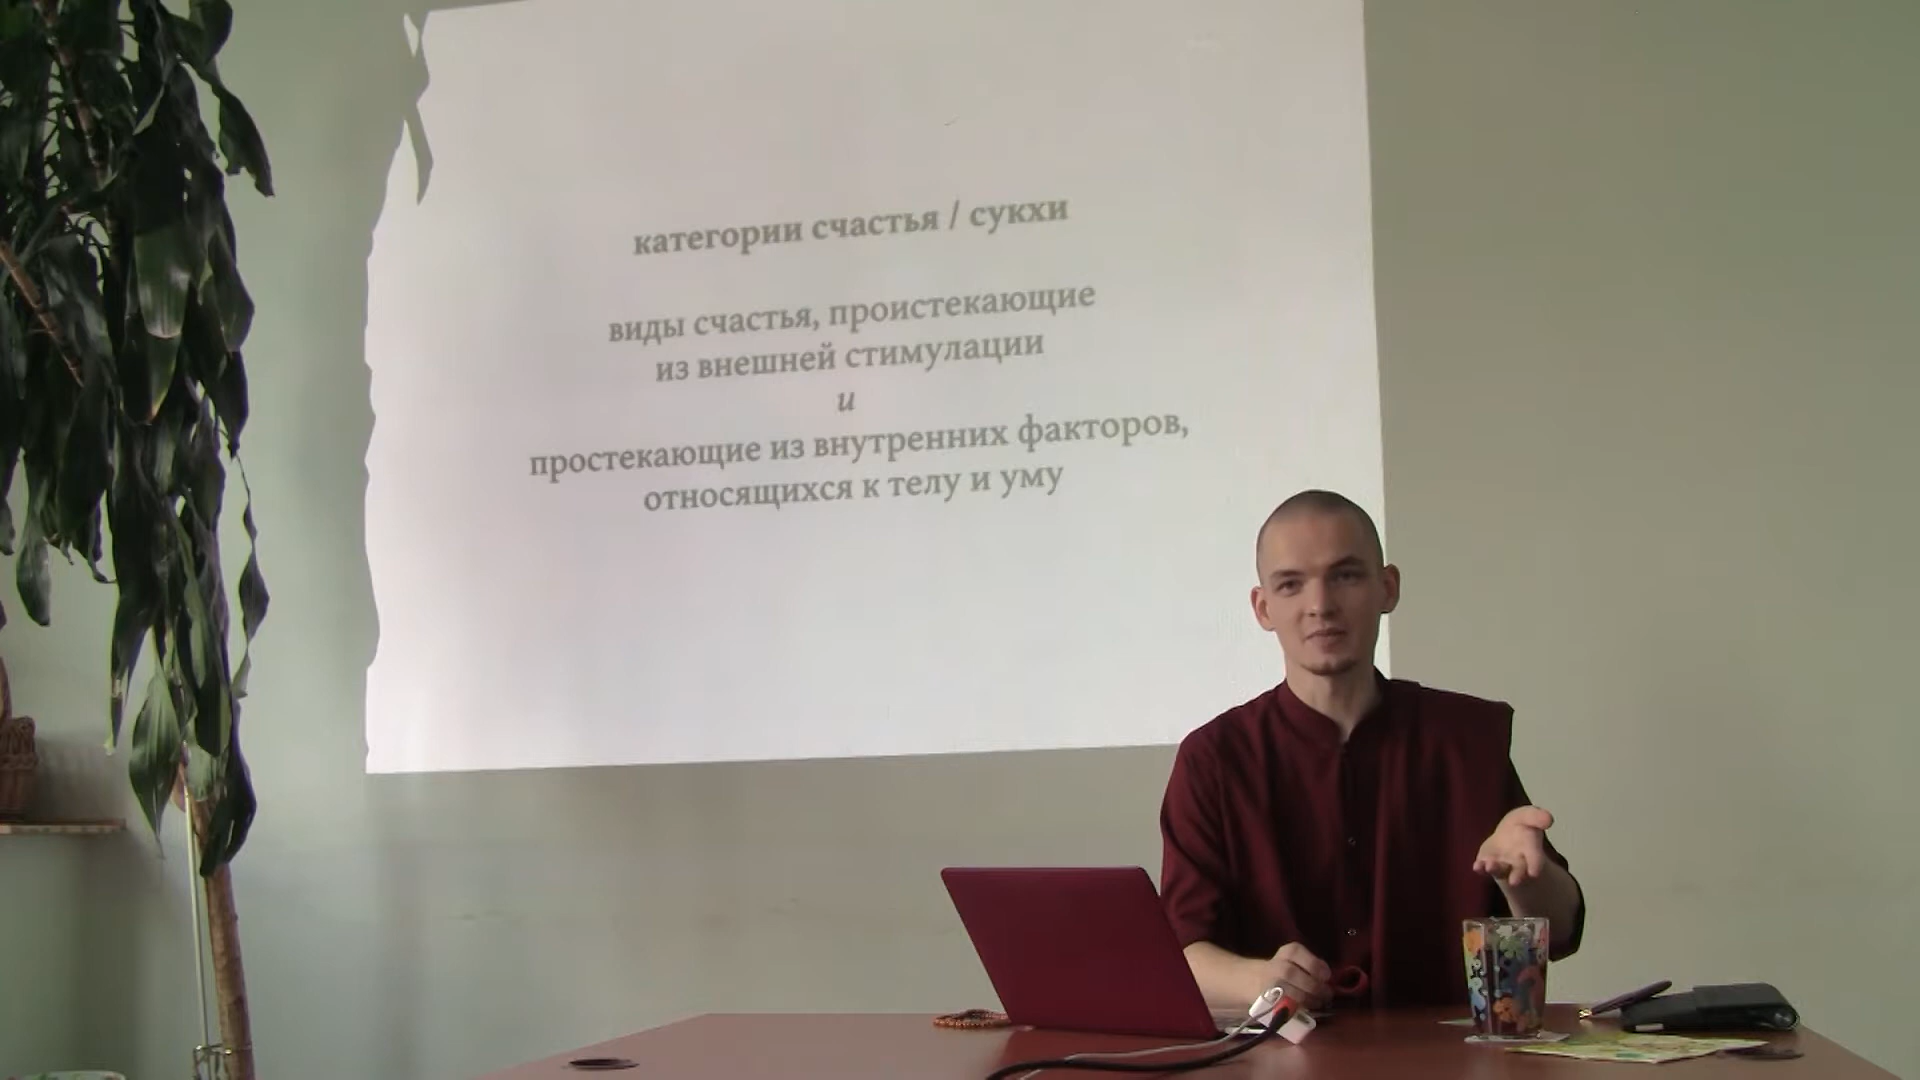 категории счастья / сукхи
виды счастья, проистекающие
из внешней стимуляции
и
простекающие из внутренних факторов,
относящихся к телу и уму